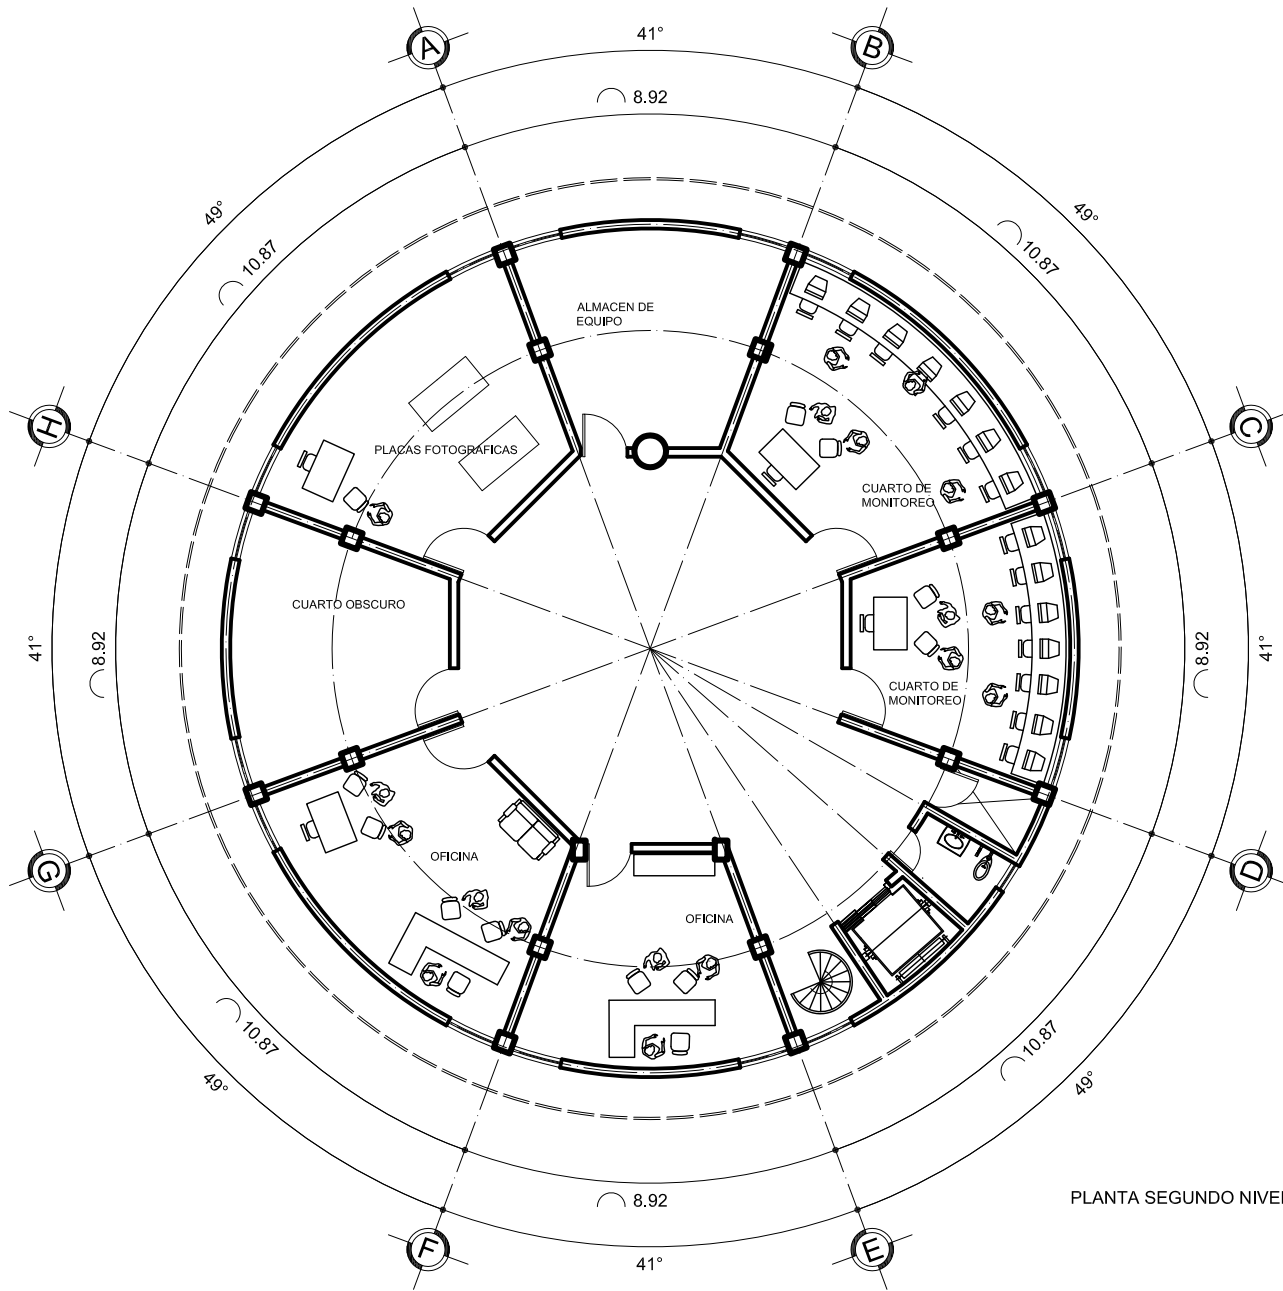 A
41°
B
8.92
49°
49°
10.87
10.87
ALMACEN DE
EQUIPO
H
C
PLACAS FOTOGRAFICAS
CUARTO DE
MONITOREO
CUARTO OBSCURO
41°
8.92
8.92
41°
CUARTO DE
MONITOREO
OFICINA
G
D
OFICINA
10.87
10.87
49°
49°
8.92
PLANTA SEGUNDO NIVEL
F
41°
E